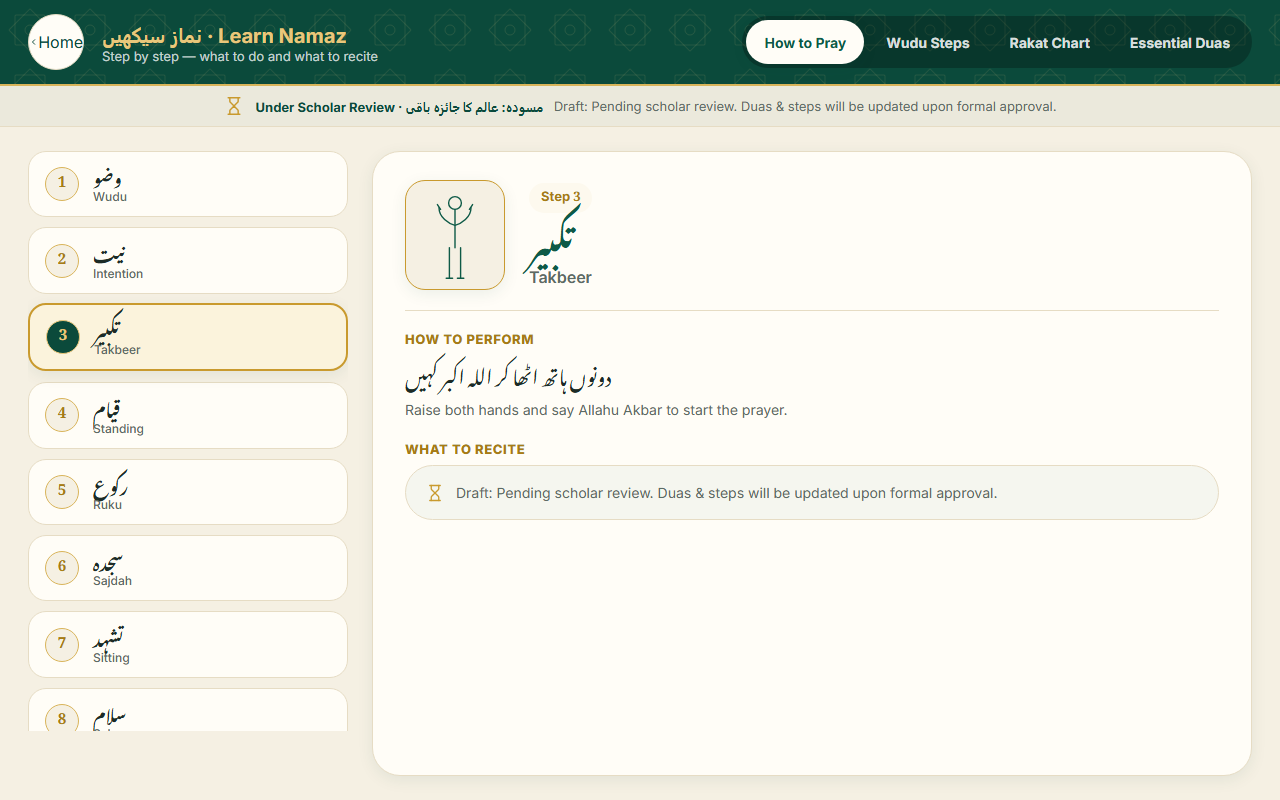 ‹ Home
نماز سیکھیں · Learn Namaz
Step by step — what to do and what to recite
How to Pray
Wudu Steps
Rakat Chart
Essential Duas
Under Scholar Review · مسودہ: عالم کا جائزہ باقی
Draft: Pending scholar review. Duas & steps will be updated upon formal approval.
1
وضو
Wudu
2
نیت
Intention
3
تکبیر
Takbeer
4
قیام
Standing
5
رکوع
Ruku
6
سجدہ
Sajdah
7
تشہد
Sitting
8
سلام
Step 3
تکبیر
Takbeer
HOW TO PERFORM
دونوں ہاتھ اٹھا کر اللہ اکبر کہیں
Raise both hands and say Allahu Akbar to start the prayer.
WHAT TO RECITE
Draft: Pending scholar review. Duas & steps will be updated upon formal approval.